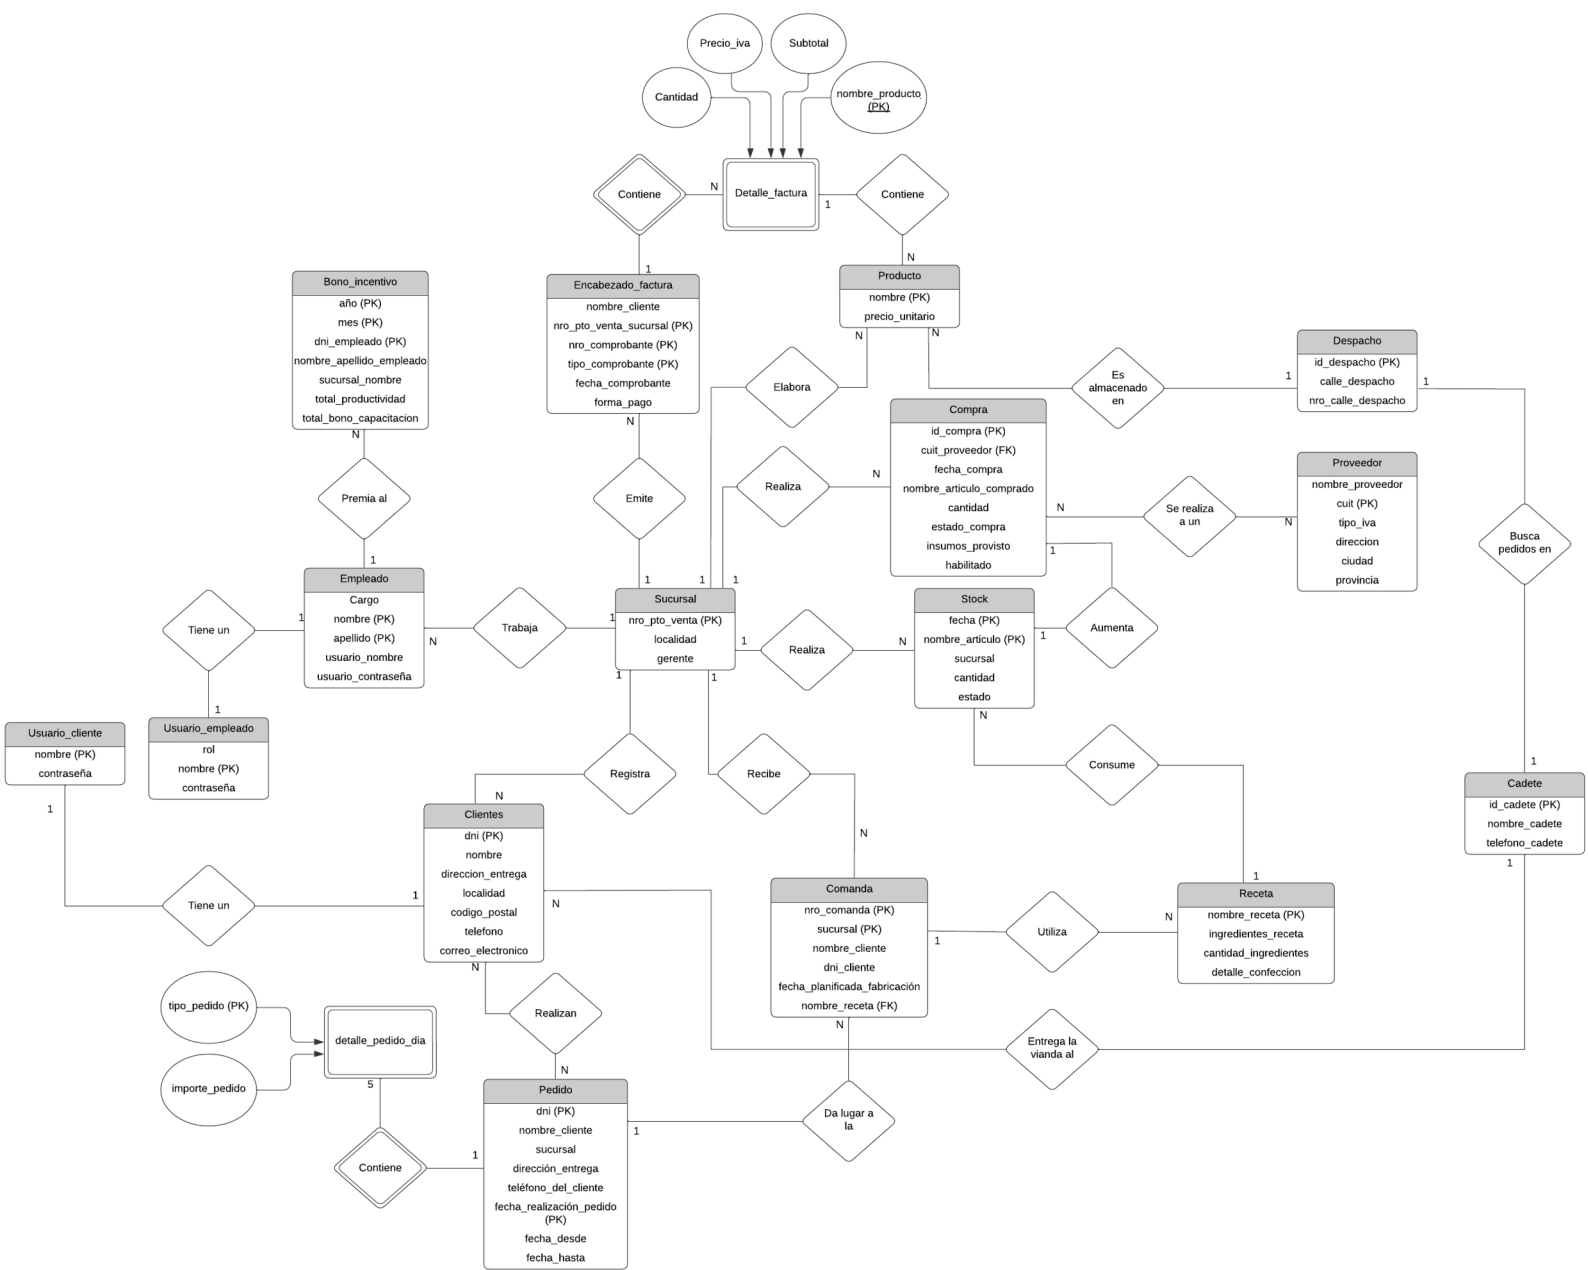 Precio_iva
Subtotal
Cantidad
nombre_producto
(PK)
Contiene
N
Detalle_factura
1
Contiene
1
N
Bono_incentivo
año (PK)
mes (PK)
dni_empleado (PK)
nombre_apellido_empleado
sucursal_nombre
total_productividad
total_bono_capacitacion
N
Encabezado_factura
nombre_cliente
nro_pto_venta_sucursal (PK)
nro_comprobante (PK)
tipo_comprobante (PK)
fecha_comprobante
forma_pago
N
Producto
nombre (PK)
precio_unitario
N
N
Elabora
Es
almacenado
en
1
Despacho
id_despacho (PK)
calle_despacho
nro_calle_despacho
1
Compra
id_compra (PK)
cuit_proveedor (FK)
fecha_compra
nombre_articulo_comprado
cantidad
estado_compra
insumos_provisto
habilitado
Realiza
N
Premia al
Emite
N
Se realiza
a un
N
Proveedor
nombre_proveedor
cuit (PK)
tipo_iva
direccion
ciudad
provincia
Busca
pedidos en
1
1
1
1
1
Empleado
Cargo
nombre (PK)
apellido (PK)
usuario_nombre
usuario_contraseña
Tiene un
1
N
Trabaja
1
Sucursal
nro_pto_venta (PK)
localidad
gerente
1
Realiza
N
Stock
fecha (PK)
nombre_articulo (PK)
sucursal
cantidad
estado
1
Aumenta
1
1
1
N
Usuario_cliente
nombre (PK)
contraseña
1
Usuario_empleado
rol
nombre (PK)
contraseña
Registra
Recibe
Consume
1
Cadete
id_cadete (PK)
nombre_cadete
telefono_cadete
1
N
Clientes
dni (PK)
nombre
direccion_entrega
localidad
codigo_postal
telefono
correo_electronico
N
Tiene un
1
N
N
Comanda
nro_comanda (PK)
sucursal (PK)
nombre_cliente
dni_cliente
fecha_planificada_fabricación
nombre_receta (FK)
1
Utiliza
N
1
Receta
nombre_receta (PK)
ingredientes_receta
cantidad_ingredientes
detalle_confeccion
tipo_pedido (PK)
importe_pedido
detalle_pedido_dia
5
Realizan
N
N
Entrega la
vianda al
Contiene
1
Pedido
dni (PK)
nombre_cliente
sucursal
dirección_entrega
teléfono_del_cliente
fecha_realización_pedido
(PK)
fecha_desde
fecha_hasta
1
Da lugar a
la